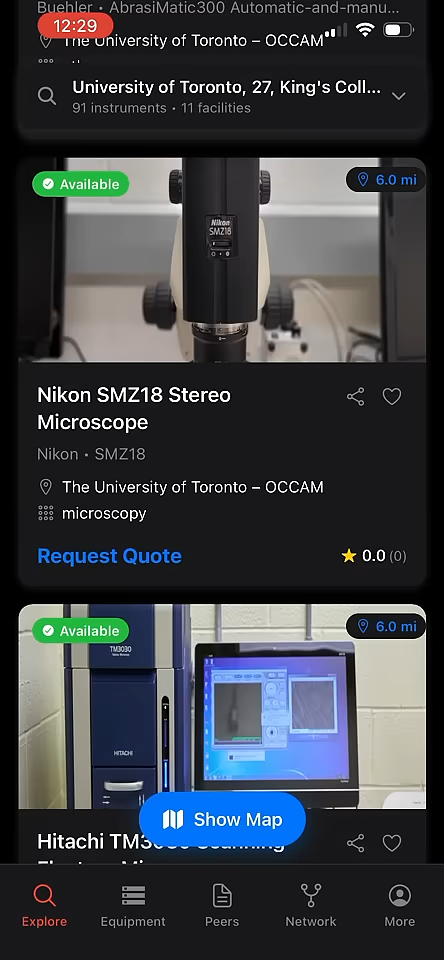 Buehler • AbrasiMatic300 Automatic-and-manu...
12:29
The University of Toronto – OCCAM
University of Toronto, 27, King's Coll...
91 instruments • 11 facilities
Available
6.0 mi
Nikon
SMZ18
Nikon SMZ18 Stereo
Microscope
Nikon • SMZ18
The University of Toronto – OCCAM
microscopy
Request Quote
0.0 (0)
Available
6.0 mi
TM3030
HITACHI
Show Map
Hitachi TM3030 Scanning
Explore
Equipment
Peers
Network
More